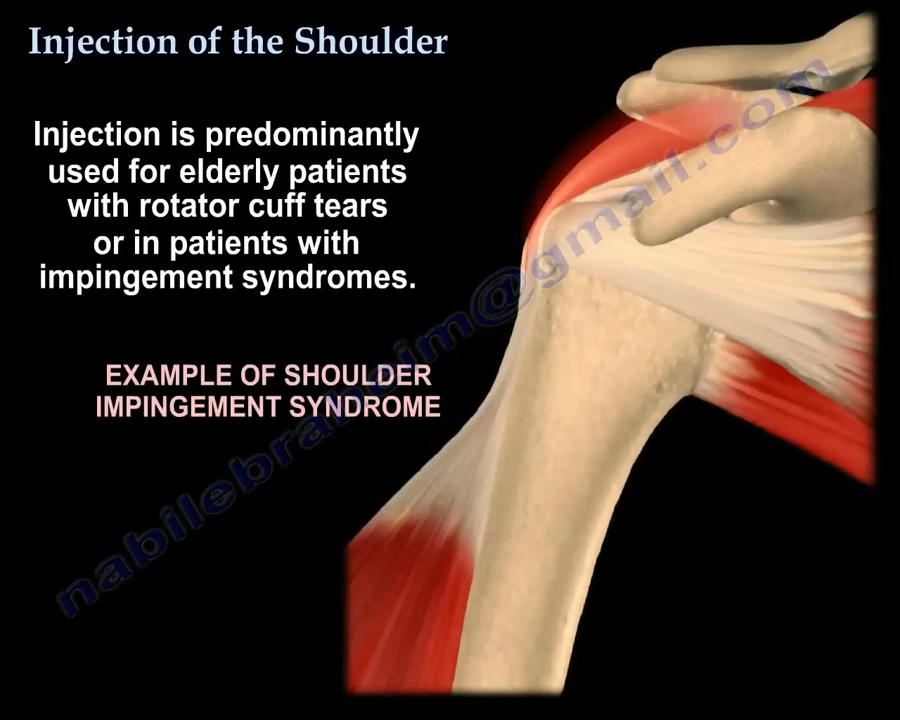 Injection of the Shoulder
Injection is predominantly
used for elderly patients
with rotator cuff tears
or in patients with
impingement syndromes.
EXAMPLE OF SHOULDER
IMPINGEMENT SYNDROME
nabilebraheim@gmail.com